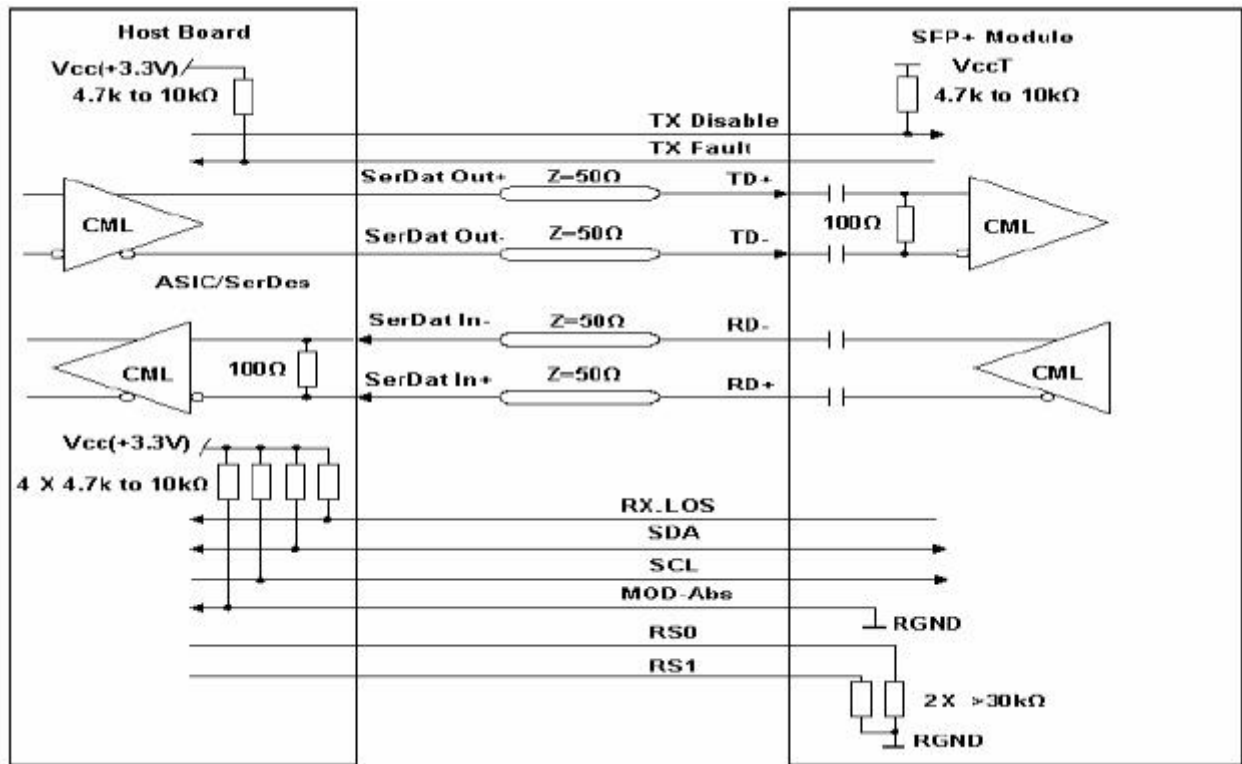 Host Board
SFP+ Module
Vcc(+3.3V)
4.7k to 10kΩ
VccT
4.7k to 10kΩ
TX Disable
TX Fault
SerDat Out+
Z=50Ω
TD+
CML
100Ω
CML
SerDat Out-
Z=50Ω
TD-
ASIC/SerDes
SerDat In-
Z=50Ω
RD-
CML
100Ω
SerDat In+
Z=50Ω
RD+
CML
Vcc(+3.3V)
4 X 4.7k to 10kΩ
RX.LOS
SDA
SCL
MOD-Abs
RGND
RS0
RS1
2X >30kΩ
RGND